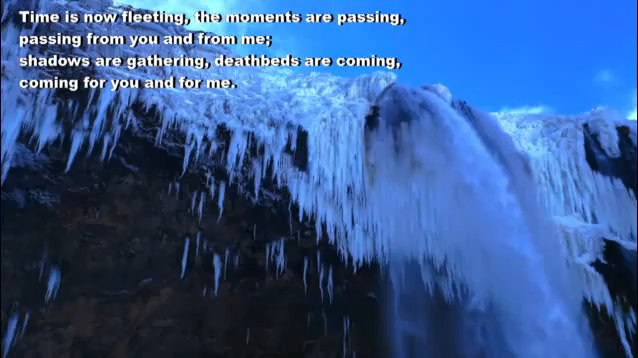 Time is now fleeting, the moments are passing,
passing from you and from me;
shadows are gathering, deathbeds are coming,
coming for you and for me.